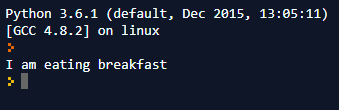 Python 3.6.1 (default, Dec 2015, 13:05:11)
[GCC 4.8.2] on linux
>
I am eating breakfast
>